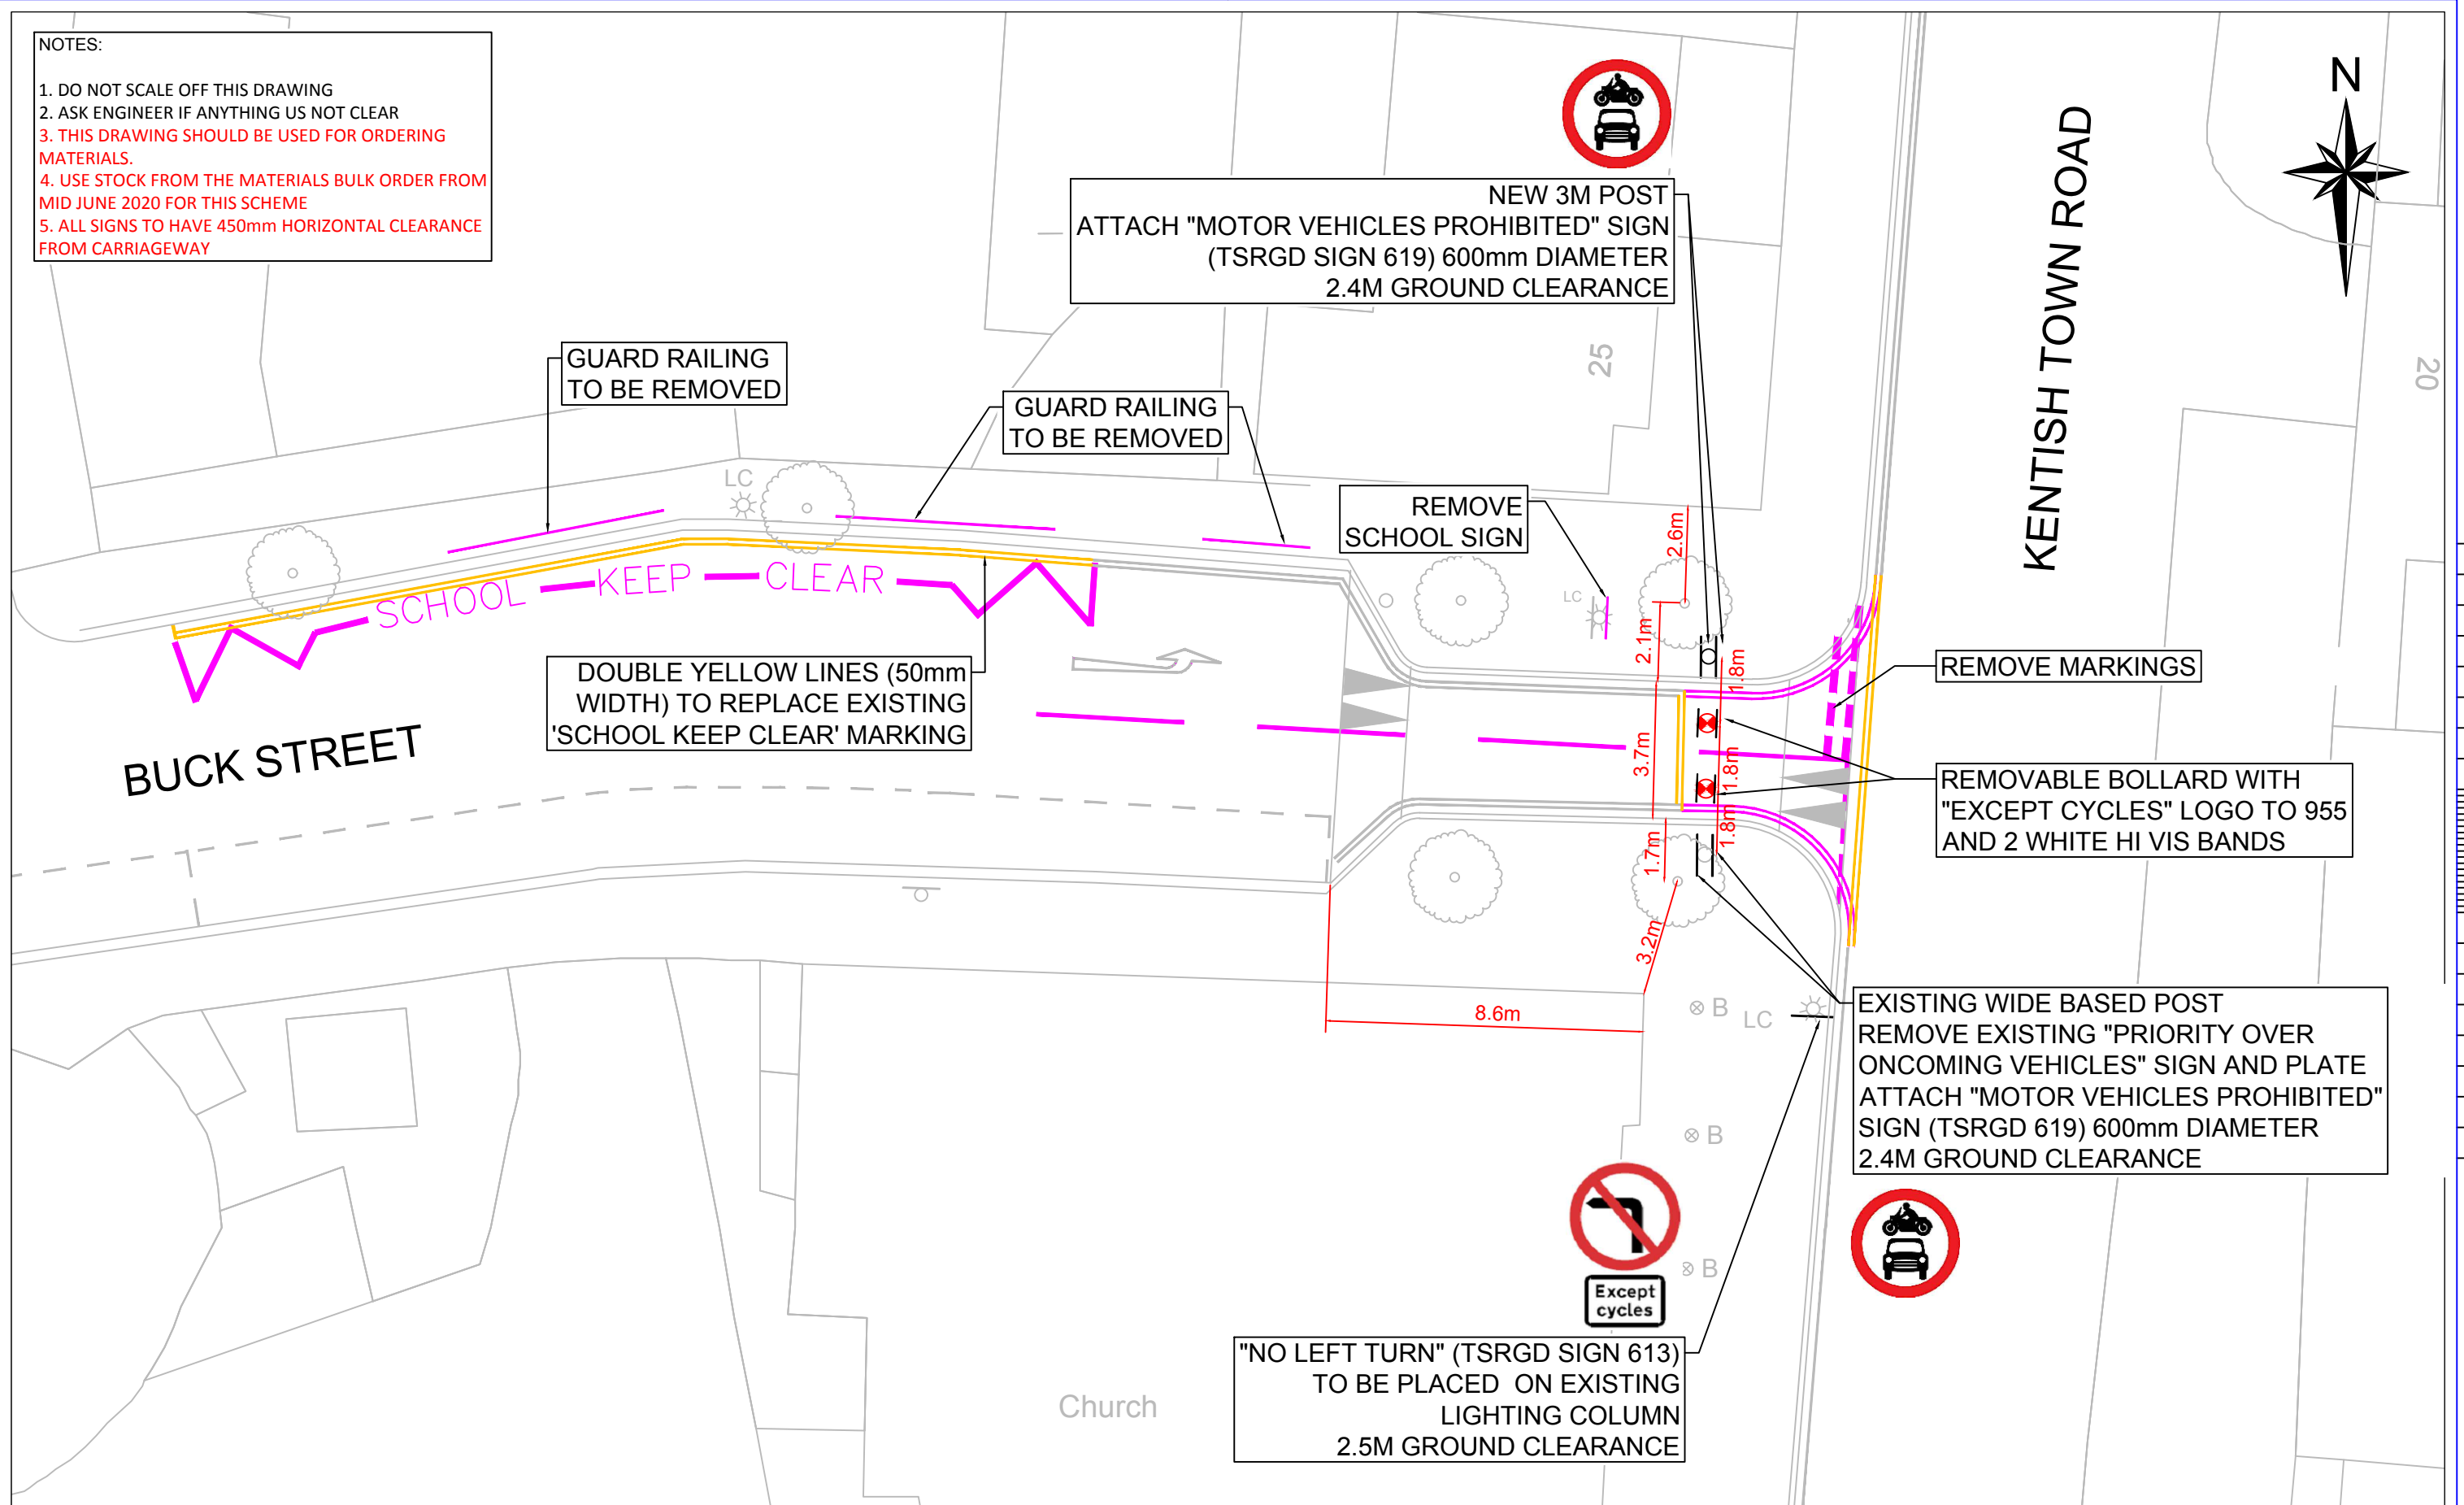 NOTES:
1. DO NOT SCALE OFF THIS DRAWING
2. ASK ENGINEER IF ANYTHING US NOT CLEAR
3. THIS DRAWING SHOULD BE USED FOR ORDERING
MATERIALS.
4. USE STOCK FROM THE MATERIALS BULK ORDER FROM
MID JUNE 2020 FOR THIS SCHEME
5. ALL SIGNS TO HAVE 450mm HORIZONTAL CLEARANCE
FROM CARRIAGEWAY
N
KENTISH TOWN ROAD
NEW 3M POST
ATTACH "MOTOR VEHICLES PROHIBITED" SIGN
(TSRGD SIGN 619) 600mm DIAMETER
2.4M GROUND CLEARANCE
25
20
GUARD RAILING
TO BE REMOVED
GUARD RAILING
TO BE REMOVED
LC
REMOVE
SCHOOL SIGN
LC
2.6m
2.1m
1.8m
SCHOOL KEEP CLEAR
DOUBLE YELLOW LINES (50mm
WIDTH) TO REPLACE EXISTING
'SCHOOL KEEP CLEAR' MARKING
BUCK STREET
REMOVE MARKINGS
3.7m
1.8m
REMOVABLE BOLLARD WITH
"EXCEPT CYCLES" LOGO TO 955
AND 2 WHITE HI VIS BANDS
1.7m
1.8m
3.2m
8.6m
B
LC
EXISTING WIDE BASED POST
REMOVE EXISTING "PRIORITY OVER
ONCOMING VEHICLES" SIGN AND PLATE
ATTACH "MOTOR VEHICLES PROHIBITED"
SIGN (TSRGD 619) 600mm DIAMETER
2.4M GROUND CLEARANCE
B
B
Except
cycles
"NO LEFT TURN" (TSRGD SIGN 613)
TO BE PLACED ON EXISTING
LIGHTING COLUMN
2.5M GROUND CLEARANCE
Church